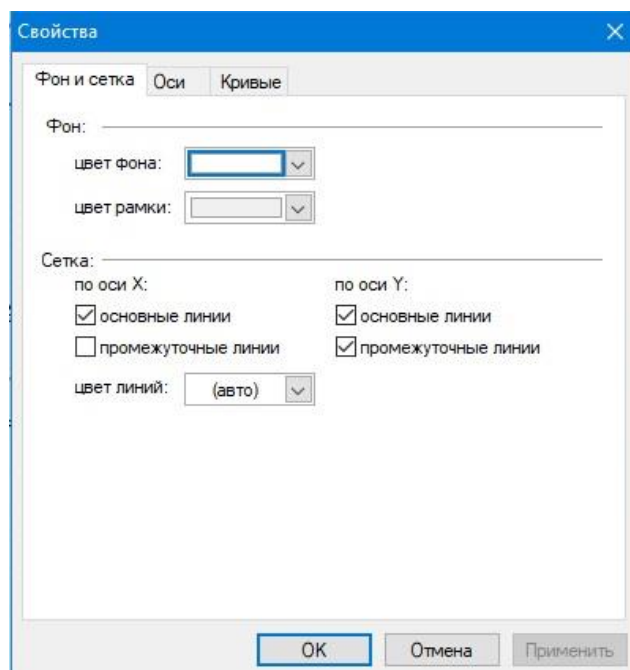 Свойства
Фон и сетка Оси Кривые
Фон:
цвет фона:
цвет рамки:
Сетка:
по оси X: по оси Y:
основные линии основные линии
промежуточные линии промежуточные линии
цвет линий: (авто)
OK Отмена Применить